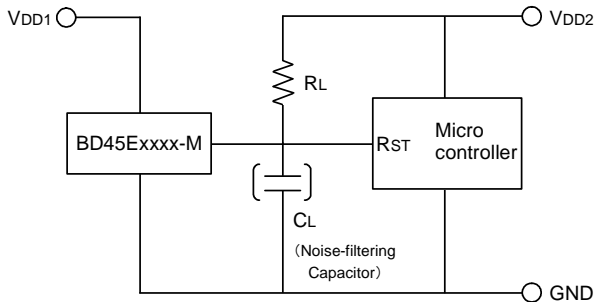 VDD1
VDD2
RL
BD45Exxxx-M
RST
Micro
controller
CL
（Noise-filtering
Capacitor）
GND